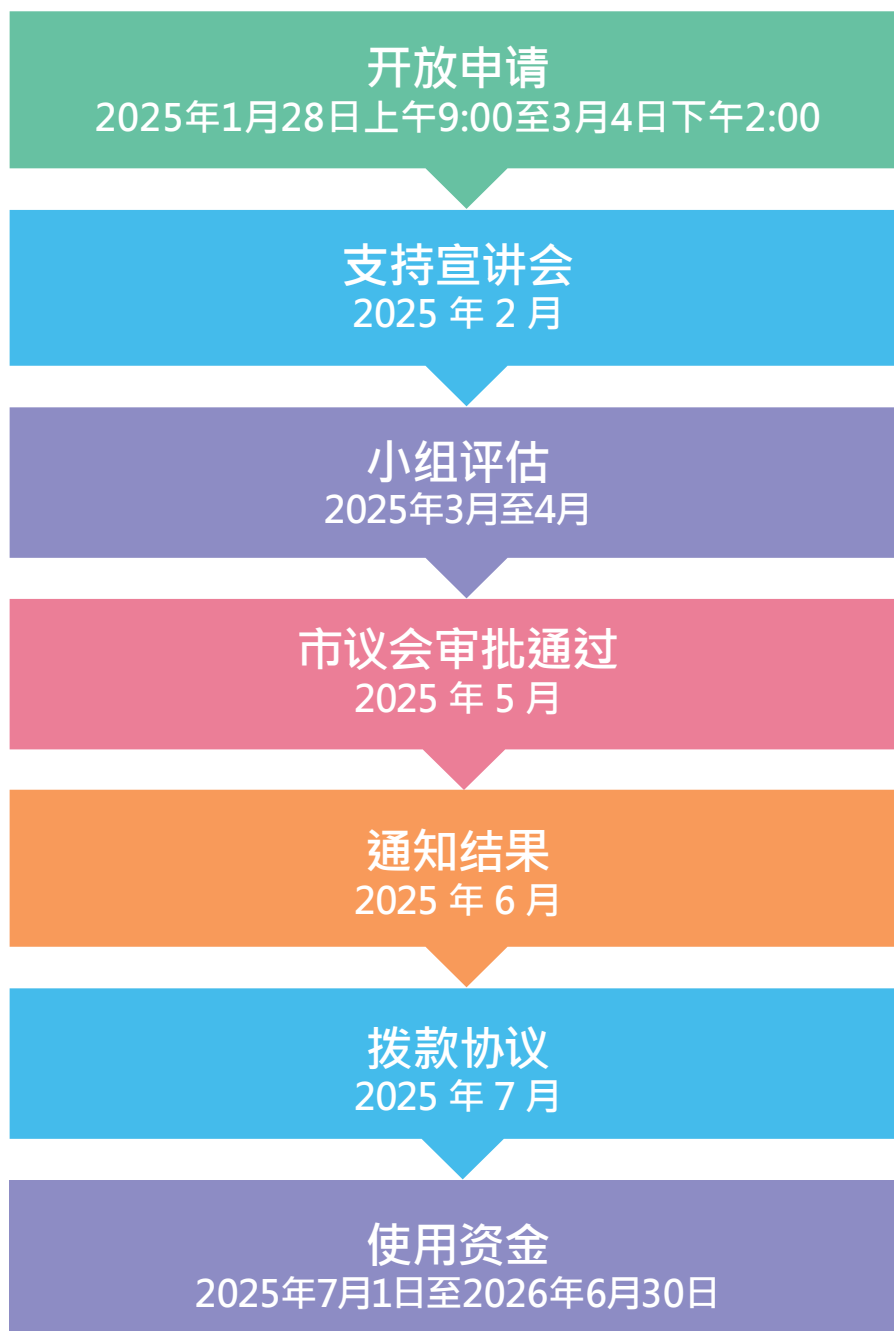 开放申请
2025年1月28日上午9:00至3月4日下午2:00
支持宣讲会
2025 年 2 月
小组评估
2025年3月至4月
市议会审批通过
2025 年 5 月
通知结果
2025 年 6 月
拨款协议
2025 年 7 月
使用资金
2025年7月1日至2026年6月30日